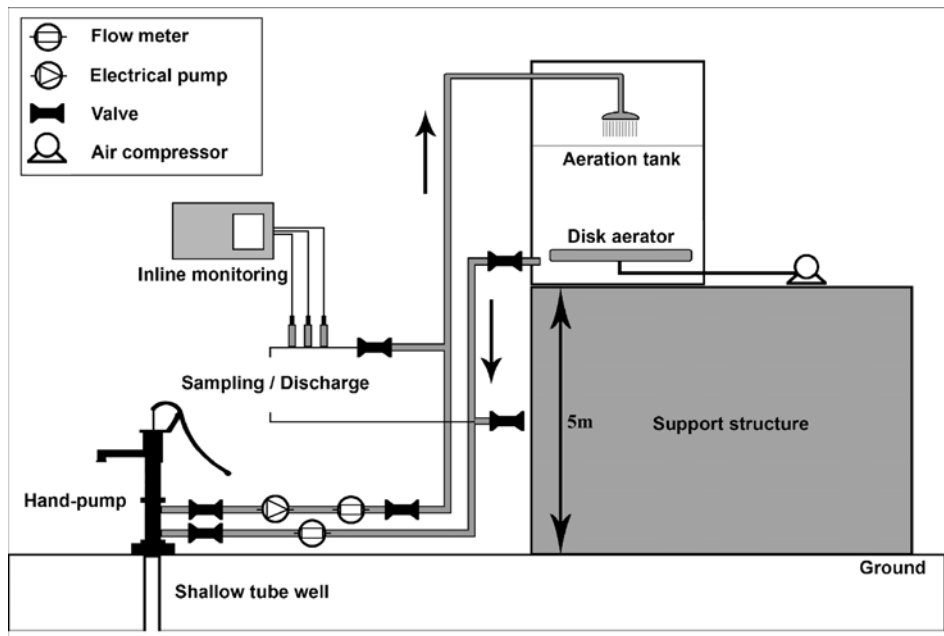 Flow meter
Electrical pump
Valve
Air compressor
Aeration tank
Disk aerator
Inline monitoring
Sampling / Discharge
5m
Support structure
Hand-pump
Ground
Shallow tube well